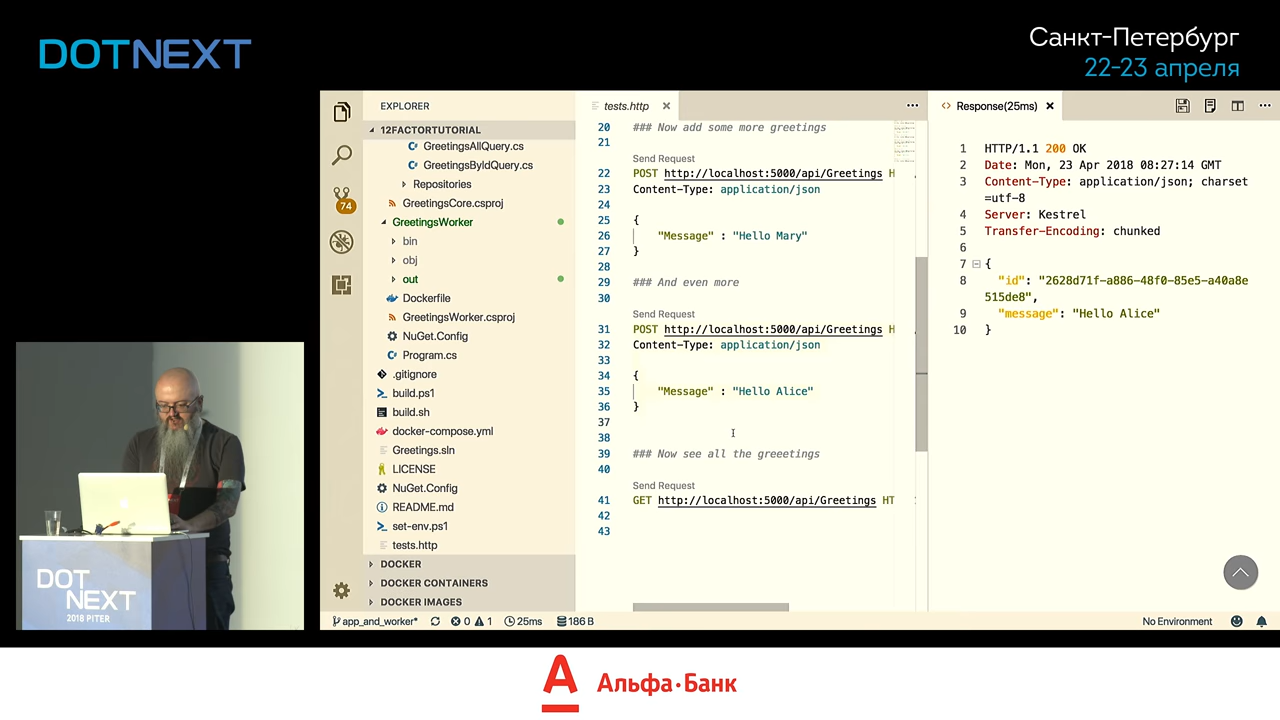 DOTNEXT
Санкт-Петербург
22-23 апреля
EXPLORER
12FACTORTUTORIAL
GreetingsAllQuery.cs
GreetingsByIdQuery.cs
Repositories
GreetingsCore.csproj
74
GreetingsWorker
bin
obj
out
Dockerfile
GreetingsWorker.csproj
NuGet.Config
Program.cs
.gitignore
build.ps1
build.sh
docker-compose.yml
Greetings.sln
LICENSE
NuGet.Config
README.md
set-env.ps1
tests.http
DOCKER
DOCKER CONTAINERS
DOCKER IMAGES
tests.http
20 ### Now add some more greetings
21
Send Request
22 POST http://localhost:5000/api/Greetings H
23 Content-Type: application/json
24
25 {
26 "Message" : "Hello Mary"
27 }
28
29 ### And even more
30
Send Request
31 POST http://localhost:5000/api/Greetings H
32 Content-Type: application/json
33
34 {
35 "Message" : "Hello Alice"
36 }
37
38
39 ### Now see all the greeetings
40
Send Request
41 GET http://localhost:5000/api/Greetings HT
42
43
Response(25ms)
1 HTTP/1.1 200 OK
2 Date: Mon, 23 Apr 2018 08:27:14 GMT
3 Content-Type: application/json; charset
=utf-8
4 Server: Kestrel
5 Transfer-Encoding: chunked
6
7 {
8 "id": "2628d71f-a886-48f0-85e5-a40a8e
515de8",
9 "message": "Hello Alice"
10 }
app_and_worker* 0 1 25ms 186 B
No Environment
DOT
NEXT
2018 PITER
Альфа·Банк